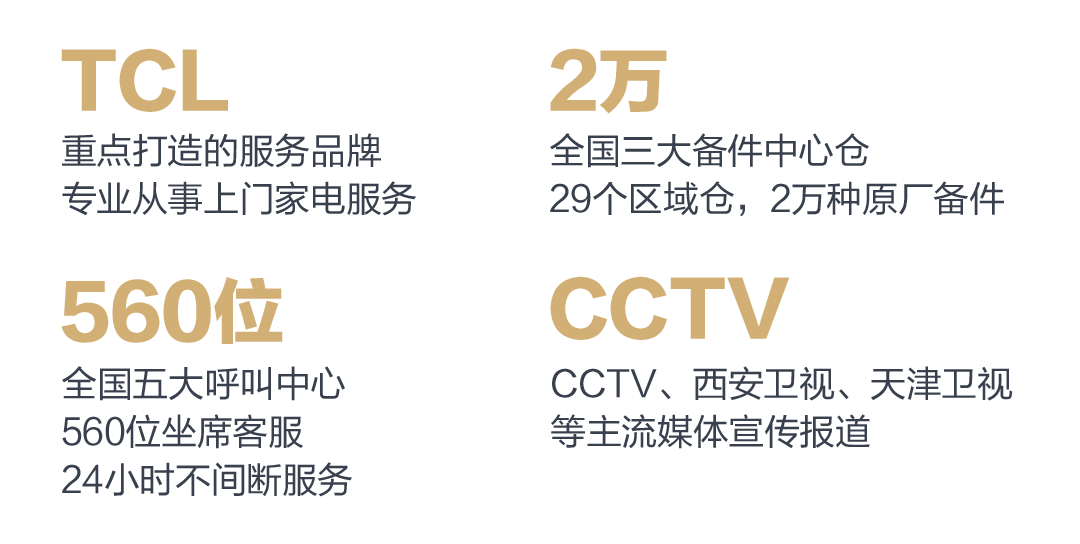 TCL
重点打造的服务品牌
专业从事上门家电服务
2万
全国三大备件中心仓
29个区域仓，2万种原厂备件
560位
全国五大呼叫中心
560位坐席客服
24小时不间断服务
CCTV
CCTV、西安卫视、天津卫视
等主流媒体宣传报道